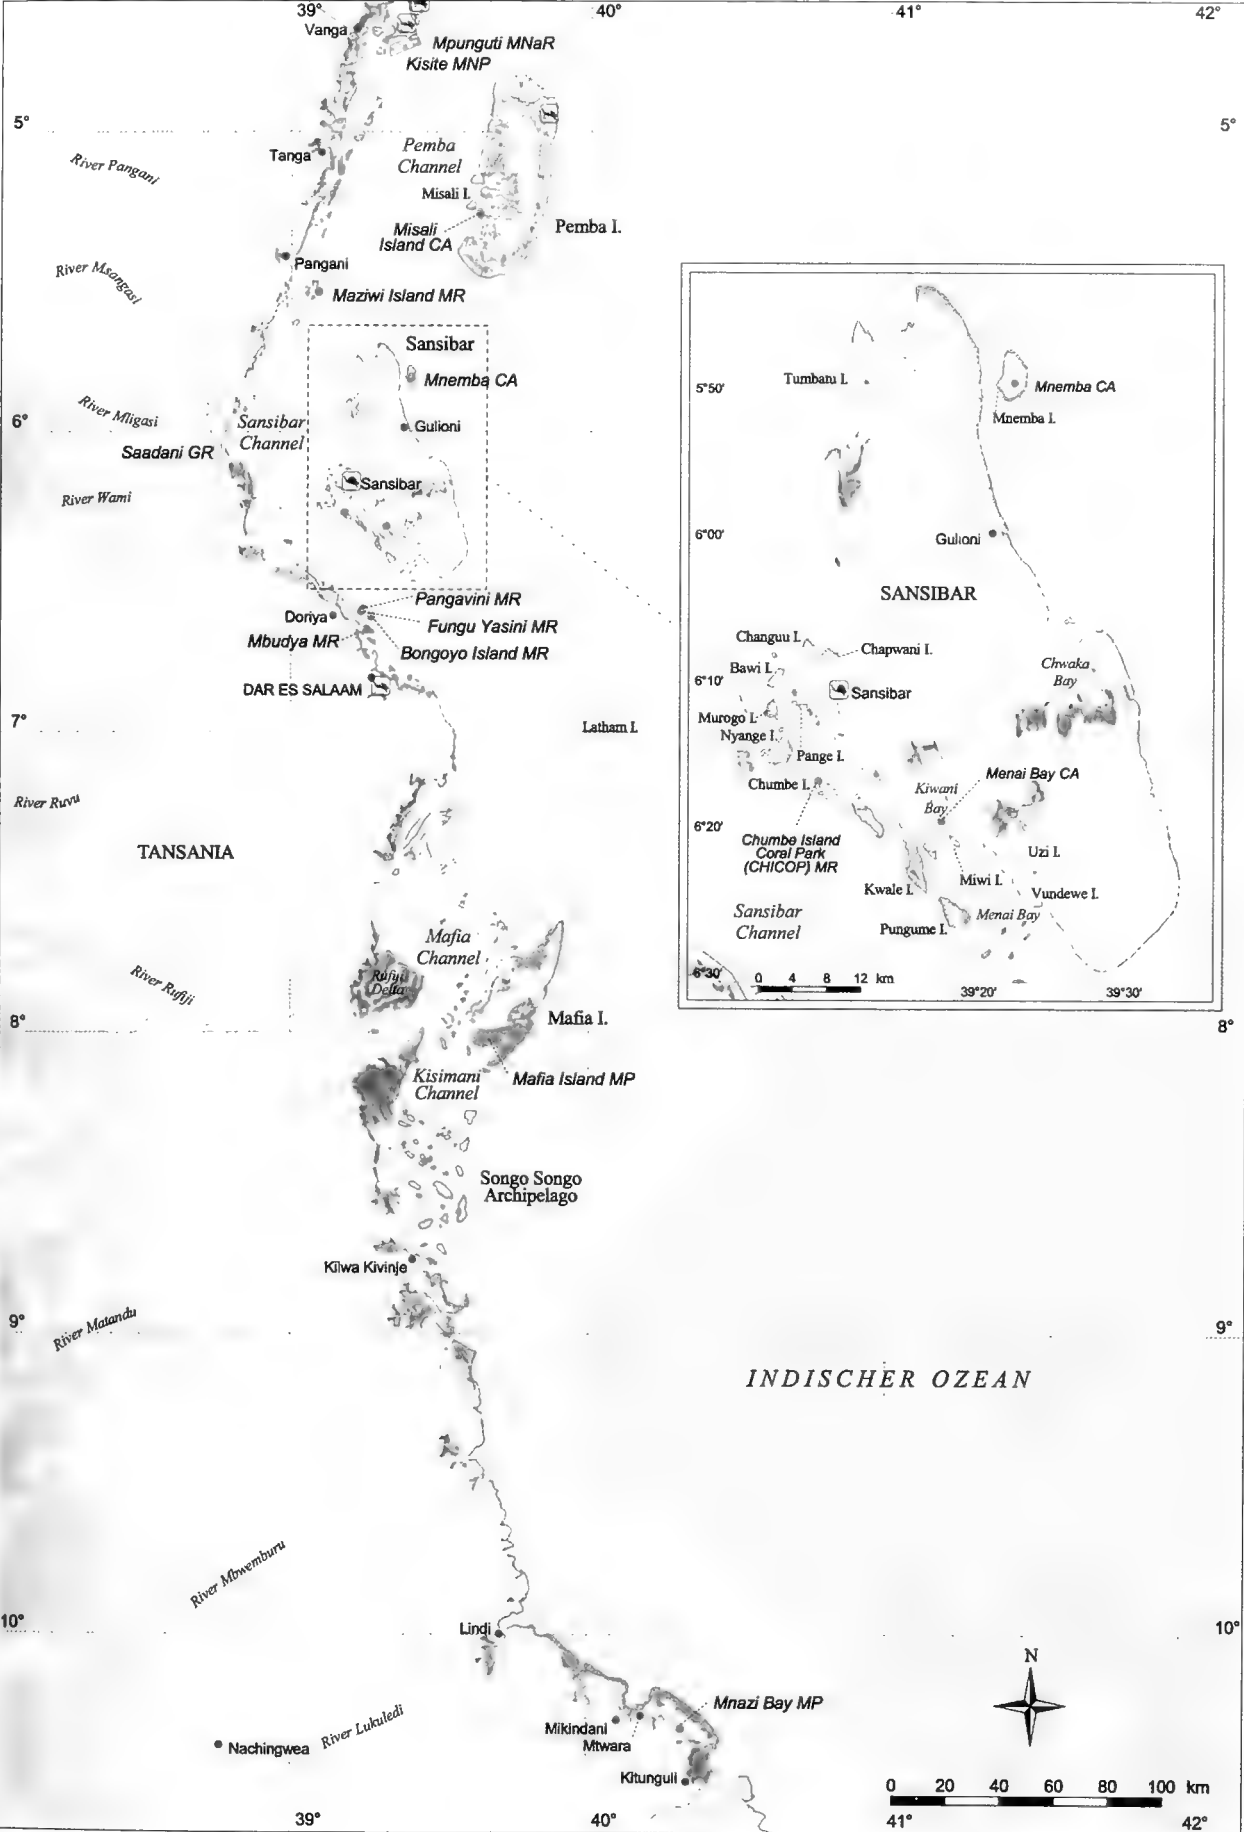 39°
40°
41°
42°
Vanga
Mpunguti MNaR
Kisite MNP
5°
5°
River Pangani
Tanga
Pemba
Channel
Misali I.
Misali
Island CA
Pemba I.
River Msangasi
Pangani
Maziwi Island MR
Sansibar
Mnemba CA
6°
River Mligasi
Sansibar
Channel
Gulioni
Saadani GR
River Wami
Sansibar
Pangavini MR
Doriya
Fungu Yasini MR
Mbudya MR
Bongoyo Island MR
DAR ES SALAAM
7°
Latham I.
River Ruvu
TANSANIA
Mafia
Channel
River Rufiji
Rufiji
Delta
8°
8°
Mafia I.
Kisimani
Channel
Mafia Island MP
Songo Songo
Archipelago
Kilwa Kivinje
9°
9°
River Matandu
INDISCHER OZEAN
River Mbwemburu
10°
10°
Lindi
N
Mnazi Bay MP
River Lukuledi
Nachingwea
Mikindani
Mtwara
Kitunguli
0 20 40 60 80 100 km
39°
40°
41°
42°
Tumbatu I.
5°50'
Mnemba CA
Mnemba I.
6°00'
Gulioni
SANSIBAR
Changuu I.
Chapwani I.
Bawi I.
Chwaka
Bay
6°10'
Sansibar
Murogo I.
Nyange I.
Pange I.
Chumbe I.
Menai Bay CA
Kiwani
Bay
6°20'
Chumbe Island
Coral Park
(CHICOP) MR
Uzi I.
Miwi I.
Kwale I.
Vundewe I.
Sansibar
Channel
Menai Bay
Pungume I.
6°30'
0 4 8 12 km
39°20'
39°30'